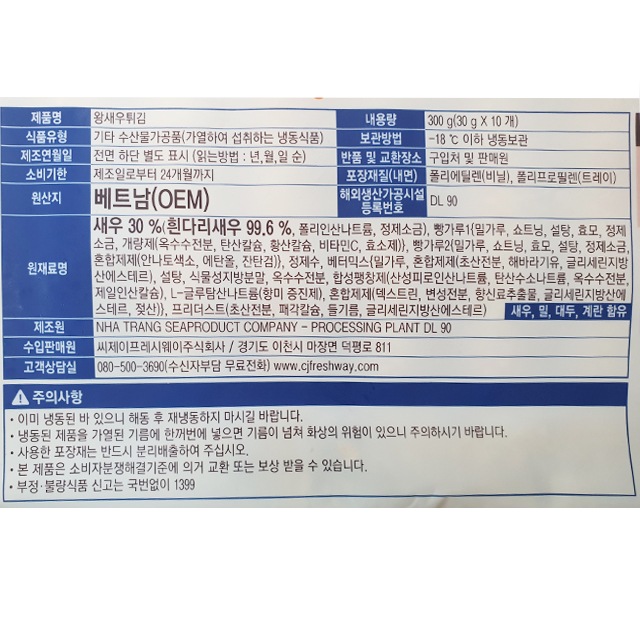 제품명 왕새우튀김 내용량 300 g(30 g X 10 개)
식품유형 기타 수산물가공품(가열하여 섭취하는 냉동식품) 보관방법 -18 ℃ 이하 냉동보관
제조연월일 전면 하단 별도 표시 (읽는방법 : 년,월,일 순) 반품 및 교환장소 구입처 및 판매원
소비기한 제조일로부터 24개월까지 포장재질(내면) 폴리에틸렌(비닐), 폴리프로필렌(트레이)
원산지 베트남(OEM) 해외생산가공시설 등록번호 DL 90
원재료명
새우 30 %(흰다리새우 99.6 %, 폴리인산나트륨, 정제소금), 빵가루1{밀가루, 쇼트닝, 설탕, 효모, 정제
소금, 개량제(옥수수전분, 탄산칼슘, 황산칼슘, 비타민C, 효소제)}, 빵가루2{밀가루, 쇼트닝, 효모, 설탕, 정제소금,
혼합제제(안나토색소, 에탄올, 잔탄검)}, 정제수, 베터믹스{밀가루, 혼합제제(초산전분, 해바라기유, 글리세린지방
산에스테르), 설탕, 식물성지방분말, 옥수수전분, 합성팽창제(산성피로인산나트륨, 탄산수소나트륨, 옥수수전분,
제일인산칼슘), L-글루탐산나트륨(향미 증진제), 혼합제제(덱스트린, 변성전분, 향신료추출물, 글리세린지방산에
스테르, 젖산)}, 프리더스트(초산전분, 패각칼슘, 들기름, 글리세린지방산에스테르)
새우, 밀, 대두, 계란 함유
제조원 NHA TRANG SEAPRODUCT COMPANY - PROCESSING PLANT DL 90
수입판매원 씨제이프레시웨이주식회사 / 경기도 이천시 마장면 덕평로 811
고객상담실 080-500-3690(수신자부담 무료전화) www.cjfreshway.com
주의사항
• 이미 냉동된 바 있으니 해동 후 재냉동하지 마시길 바랍니다.
• 냉동된 제품을 가열된 기름에 한꺼번에 넣으면 기름이 넘쳐 화상의 위험이 있으니 주의하시기 바랍니다.
• 사용한 포장재는 반드시 분리배출하여 주십시오.
• 본 제품은 소비자분쟁해결기준에 의거 교환 또는 보상 받을 수 있습니다.
• 부정·불량식품 신고는 국번없이 1399